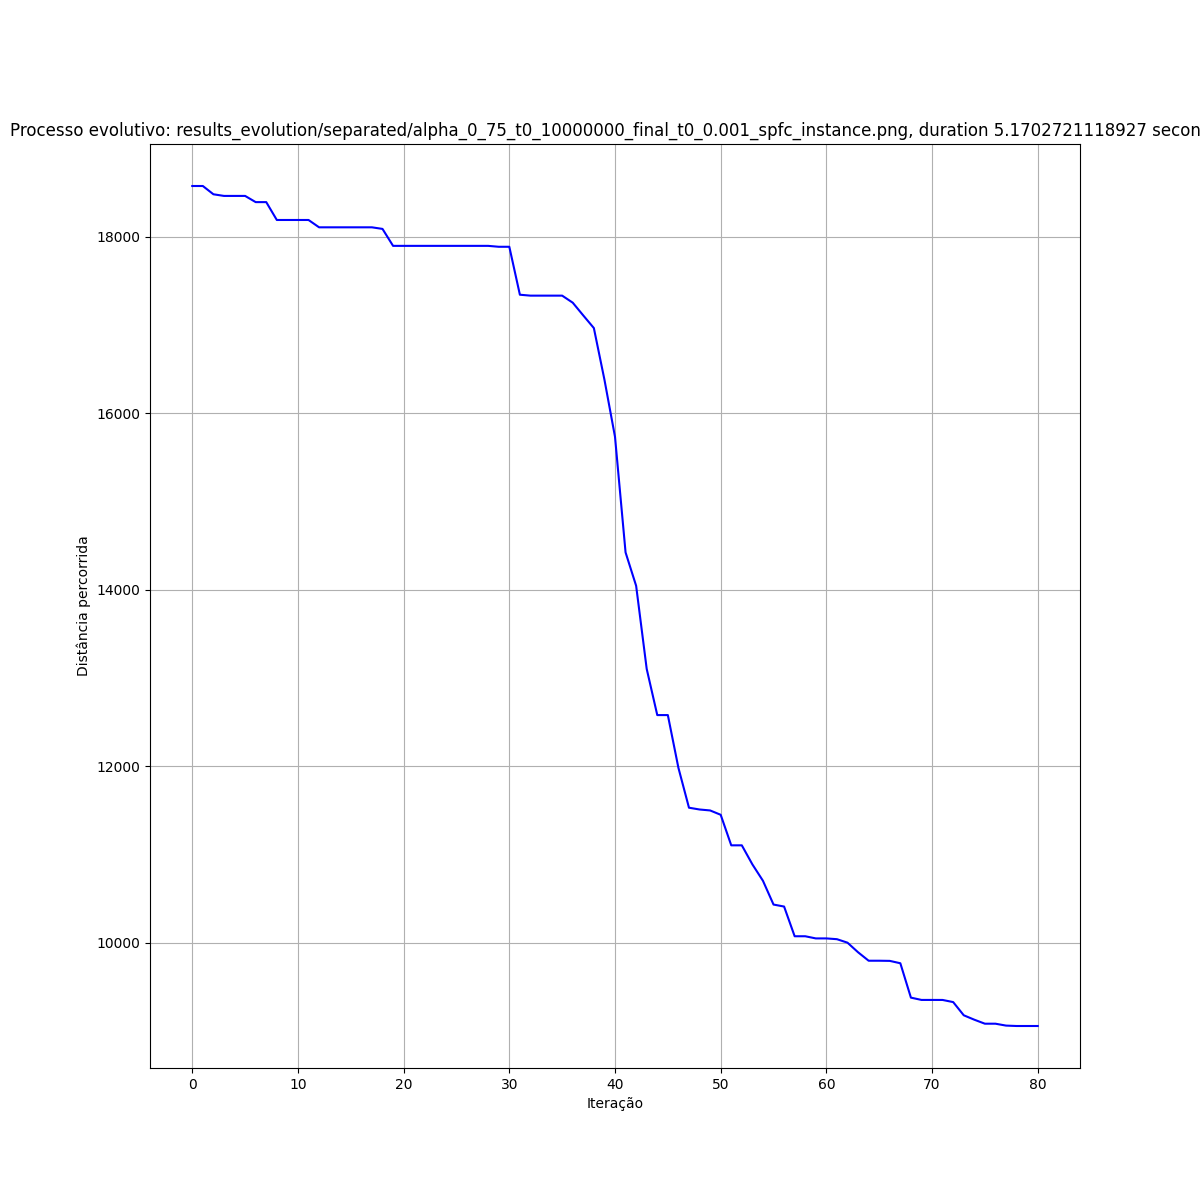 Processo evolutivo: results_evolution/separated/alpha_0_75_t0_10000000_final_t0_0.001_spfc_instance.png, duration 5.1702721118927 secon
18000
16000
14000
12000
10000
Distância percorrida
0 10 20 30 40 50 60 70 80
Iteração